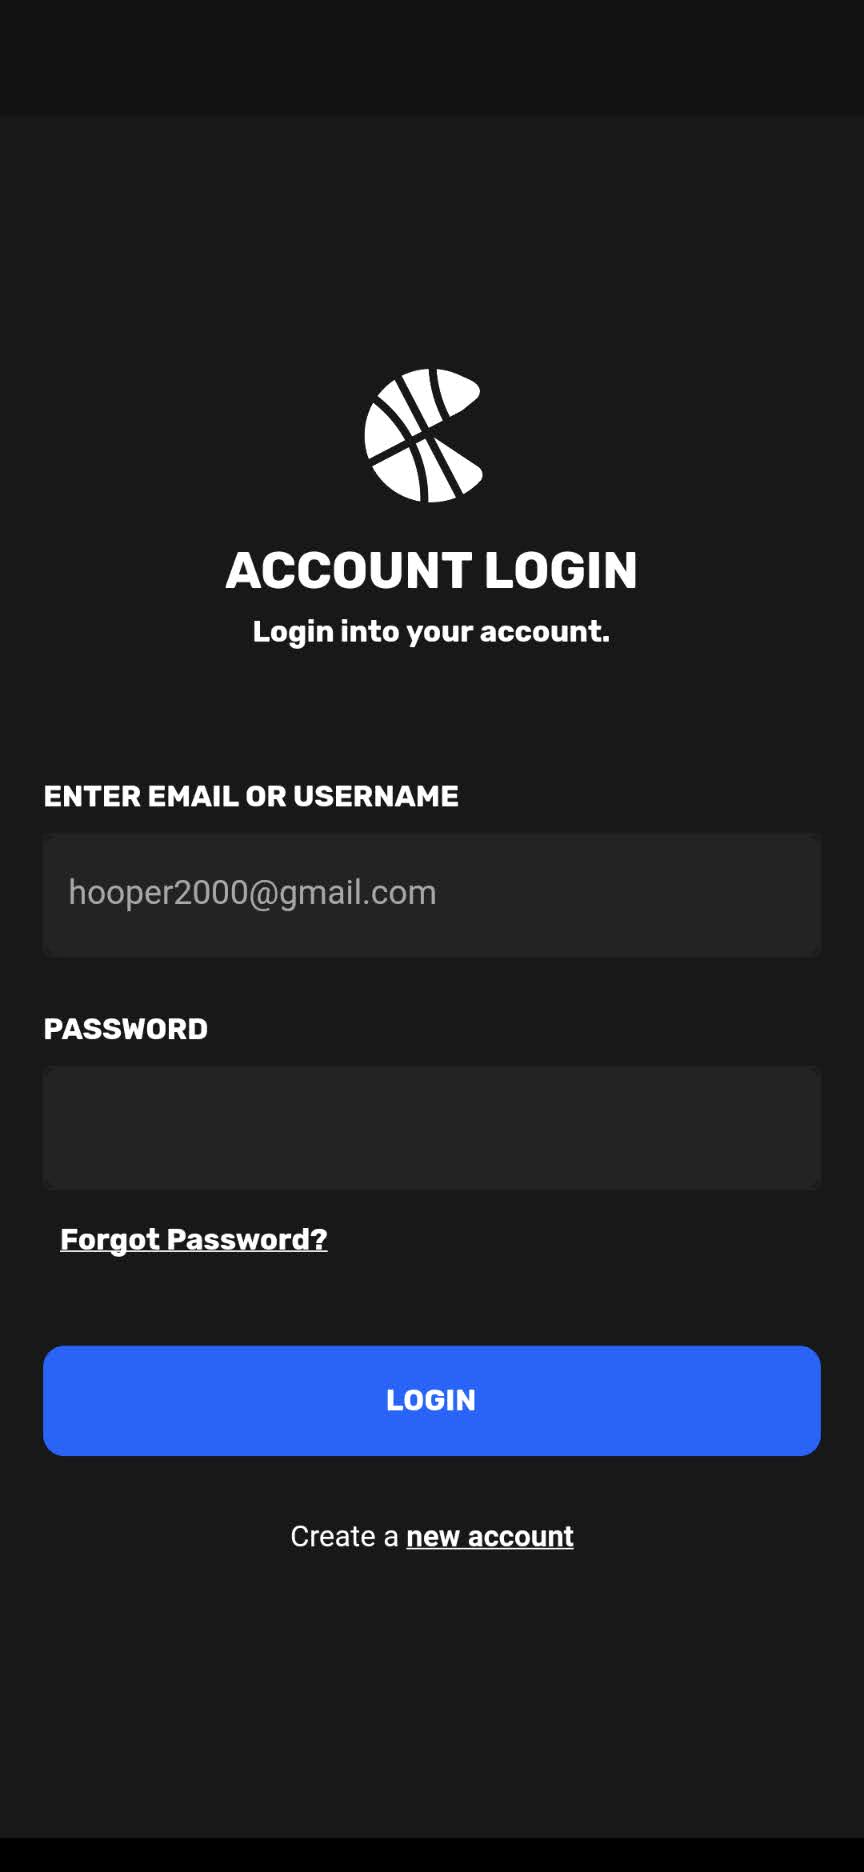 ACCOUNT LOGIN
Login into your account.
ENTER EMAIL OR USERNAME
hooper2000@gmail.com
PASSWORD
Forgot Password?
LOGIN
Create a new account